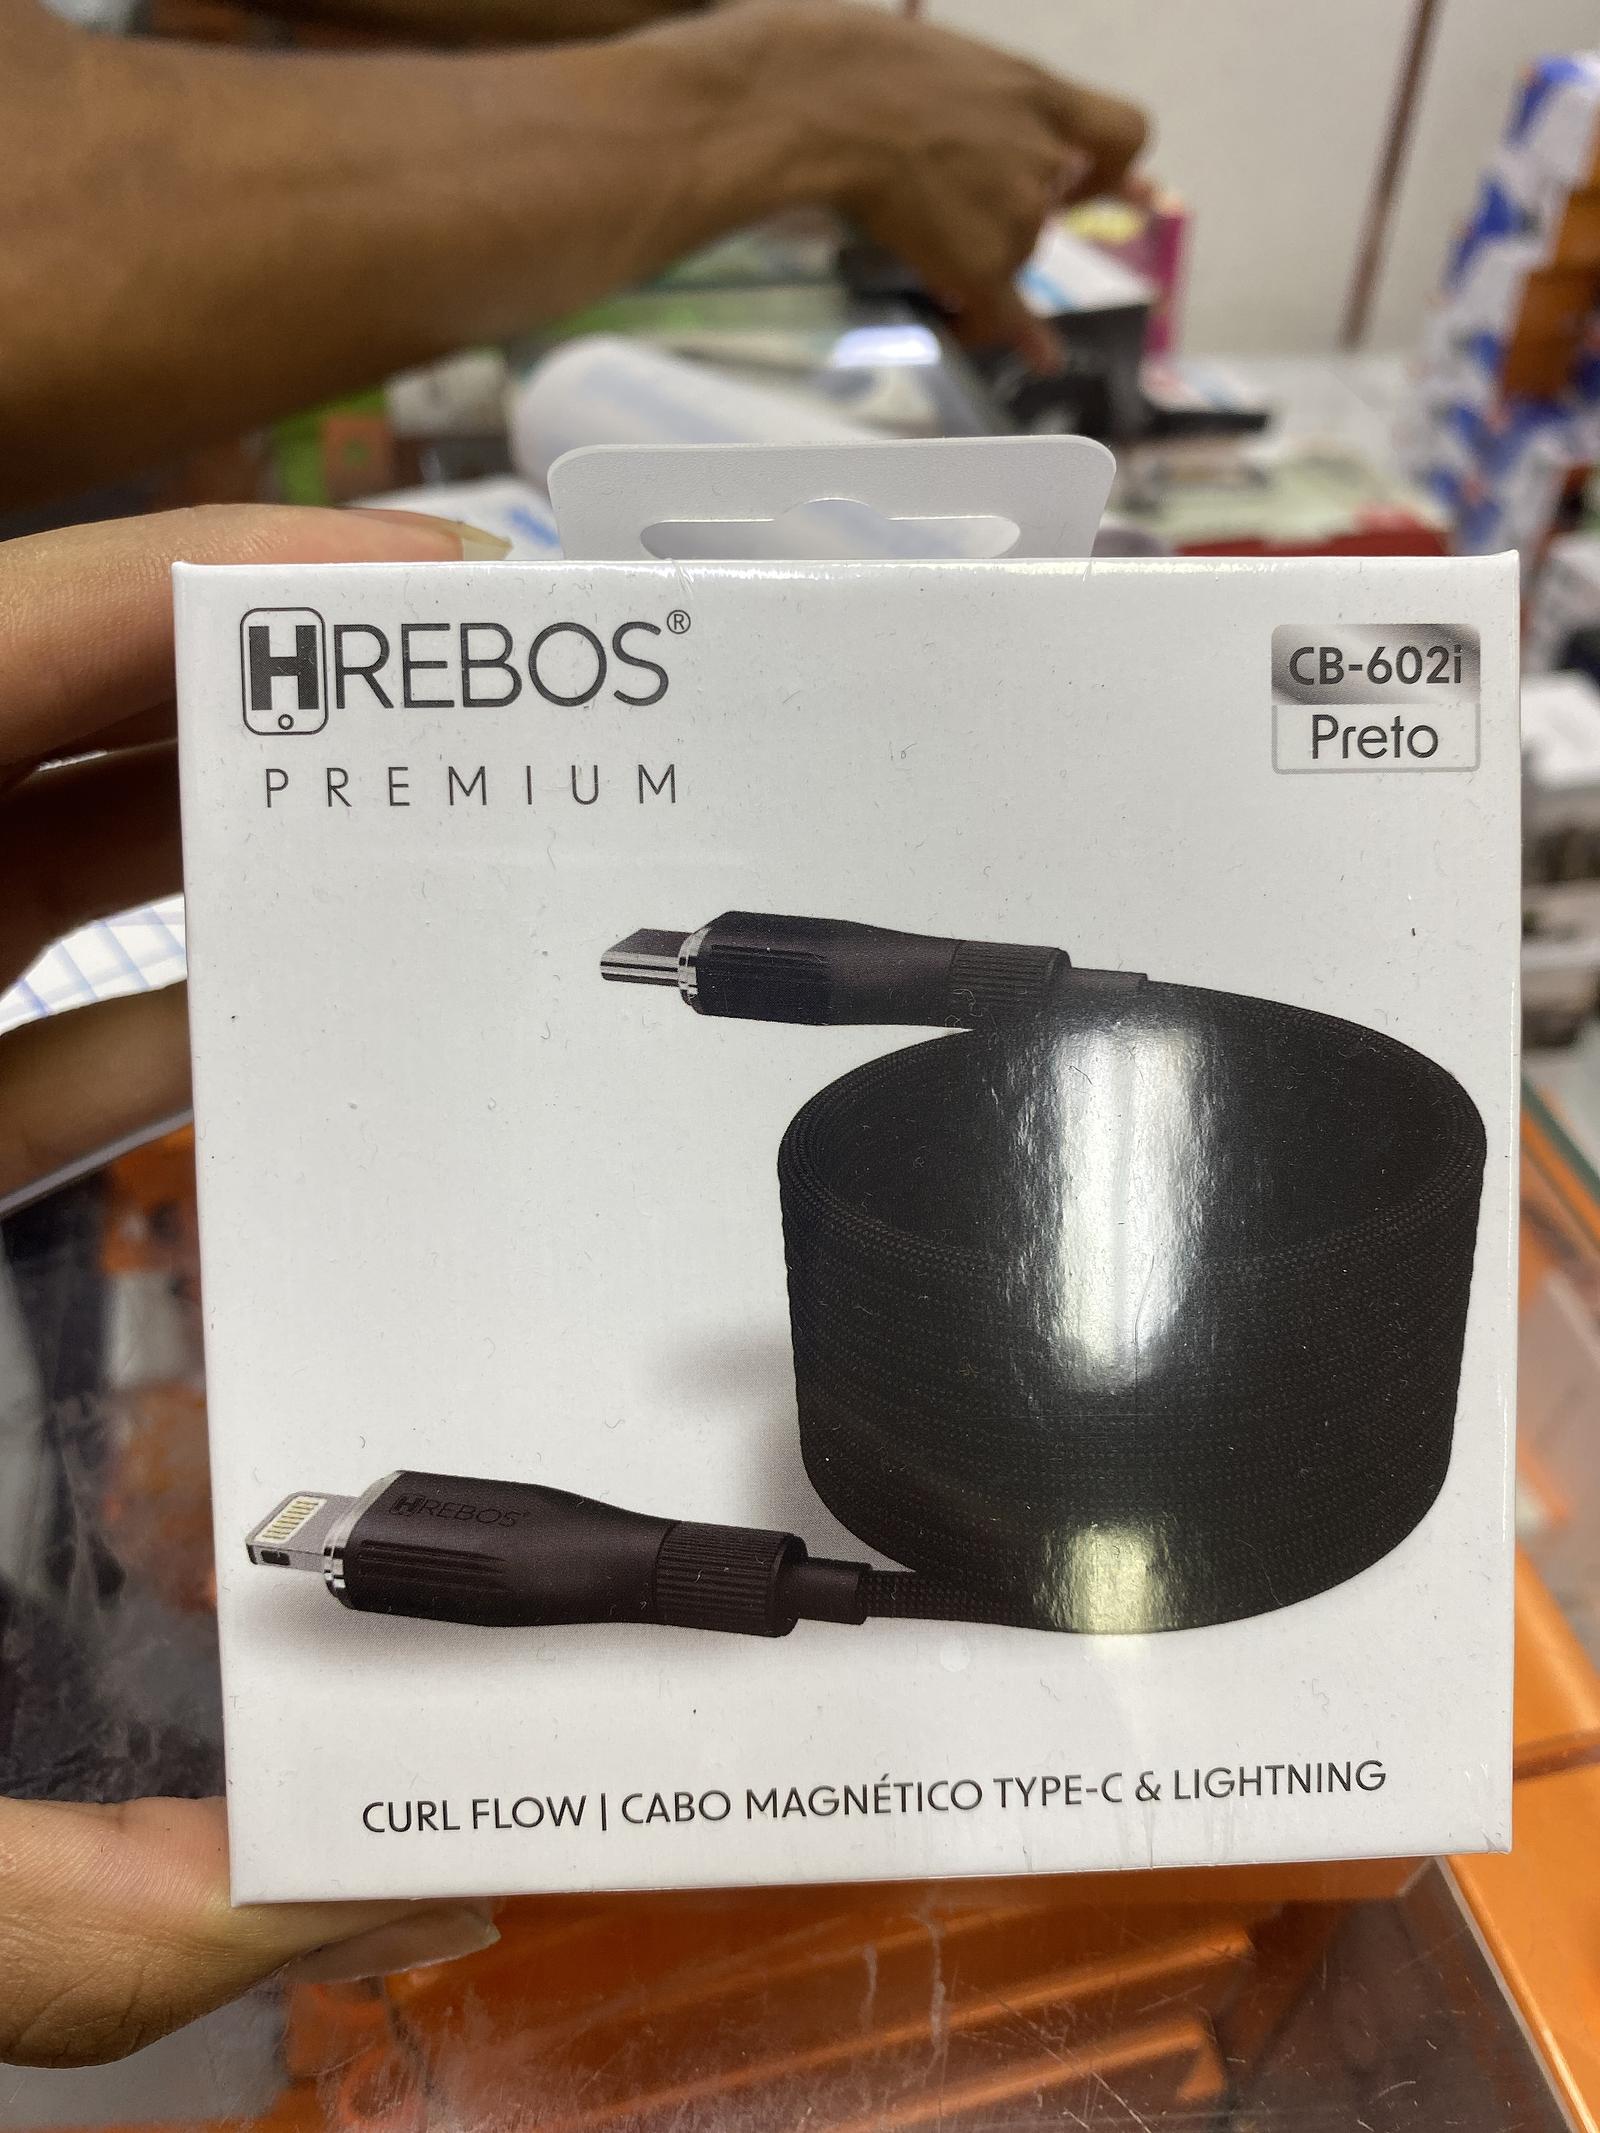 HREBOS®
PREMIUM
CB-602i
Preto
HREBOS®
CURL FLOW | CABO MAGNÉTICO TYPE-C & LIGHTNING